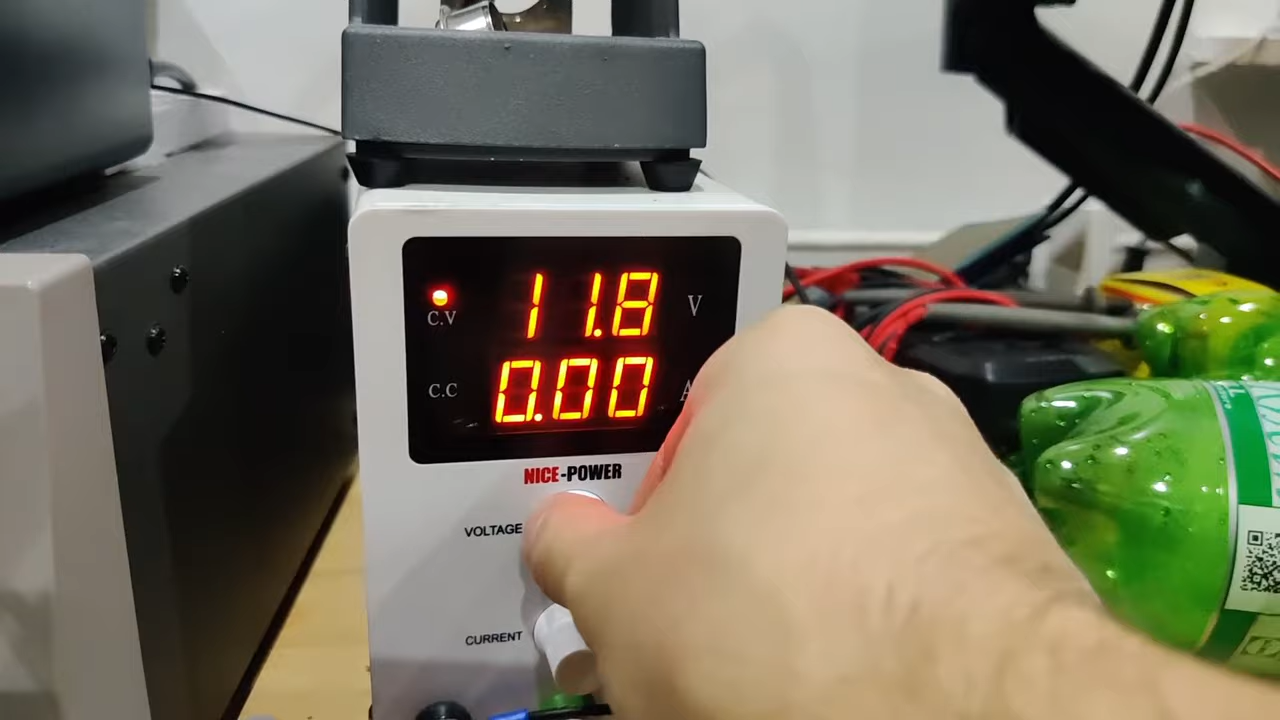 11.8 V
C.V
0.00 A
C.C
NICE-POWER
VOLTAGE
CURRENT